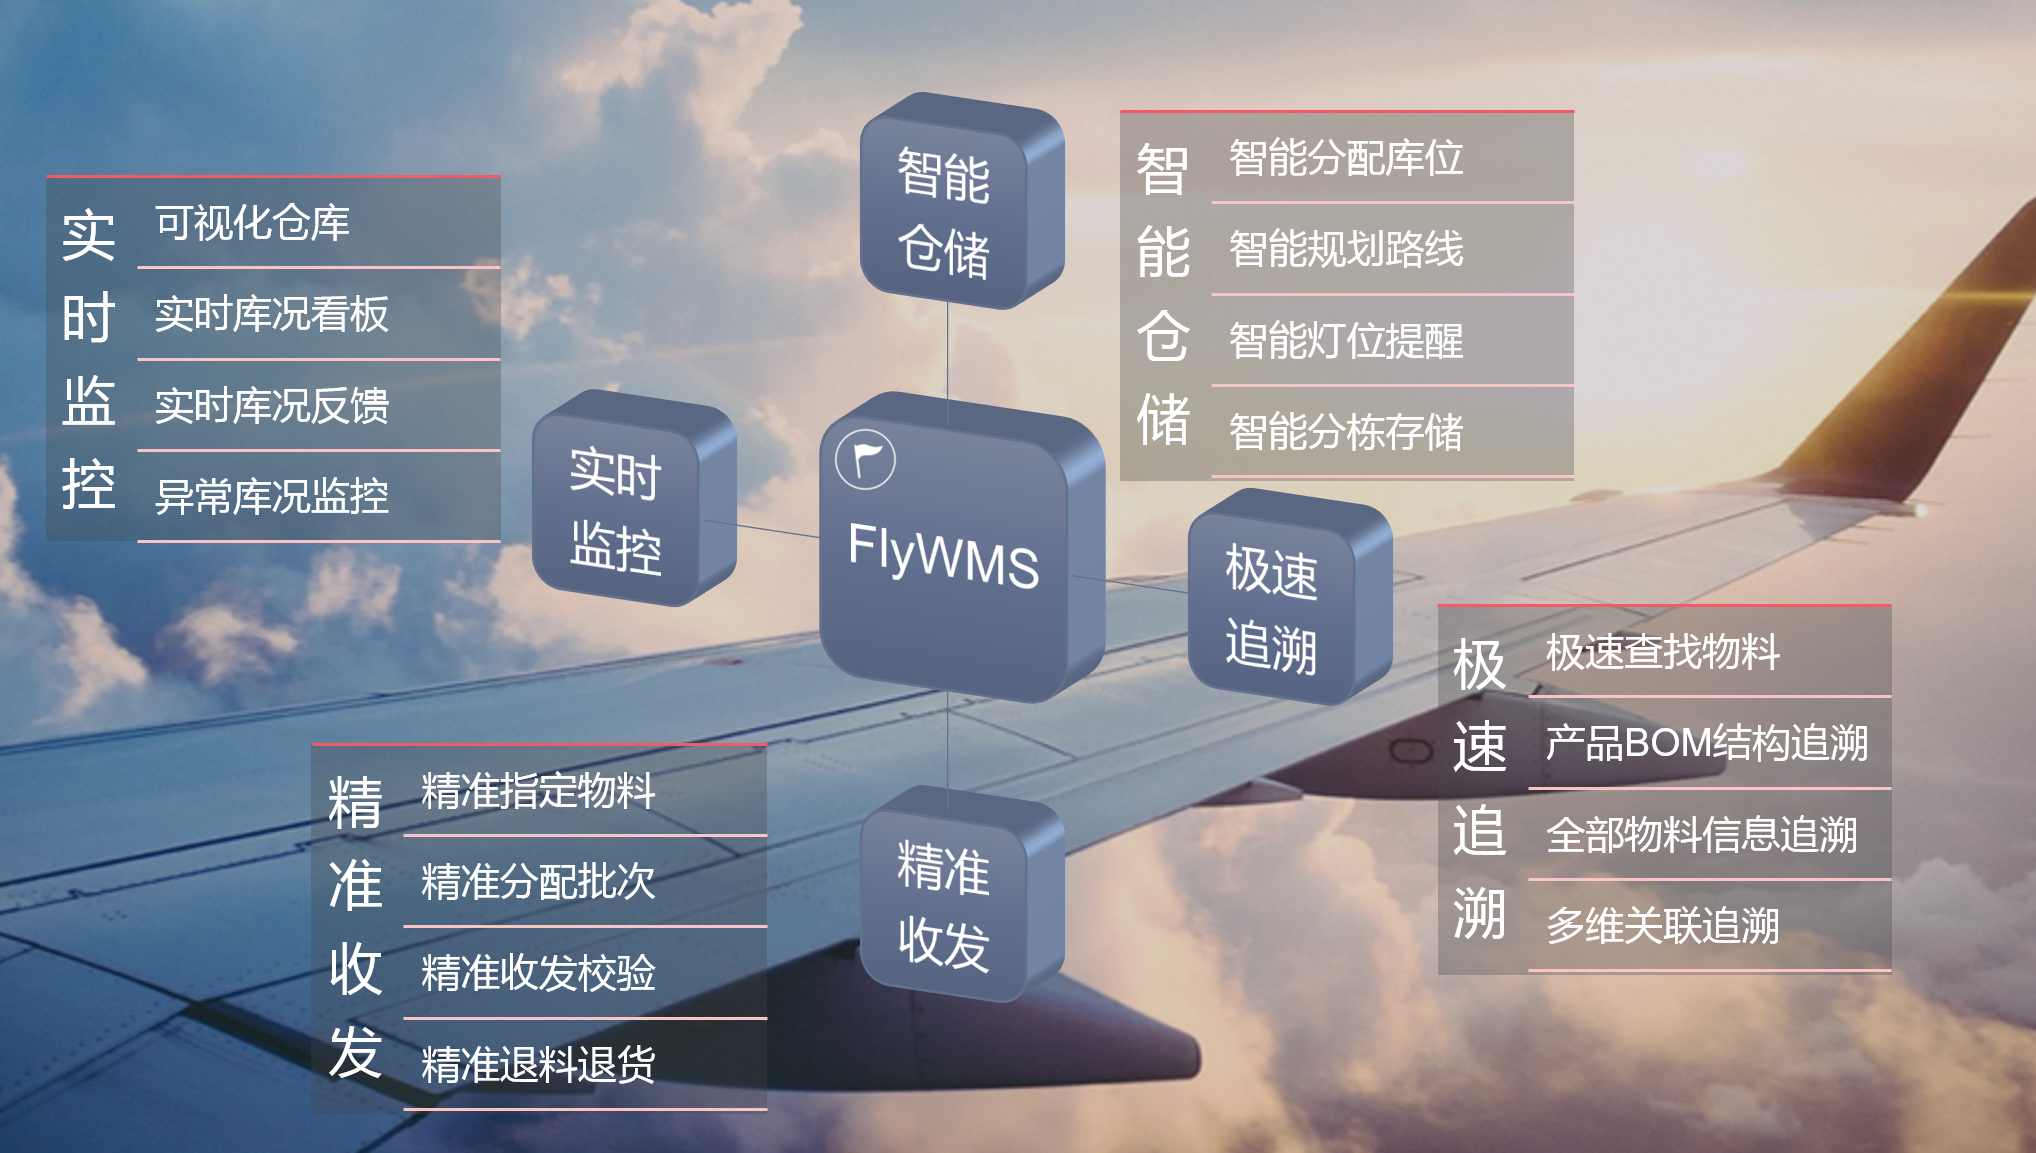 实时监控
可视化仓库
实时库况看板
实时库况反馈
异常库况监控
智能
仓储
智能仓储
智能分配库位
智能规划路线
智能灯位提醒
智能分栋存储
实时
监控
FlyWMS
极速
追溯
极速追溯
极速查找物料
产品BOM结构追溯
全部物料信息追溯
多维关联追溯
精准收发
精准指定物料
精准分配批次
精准收发校验
精准退料退货
精准
收发